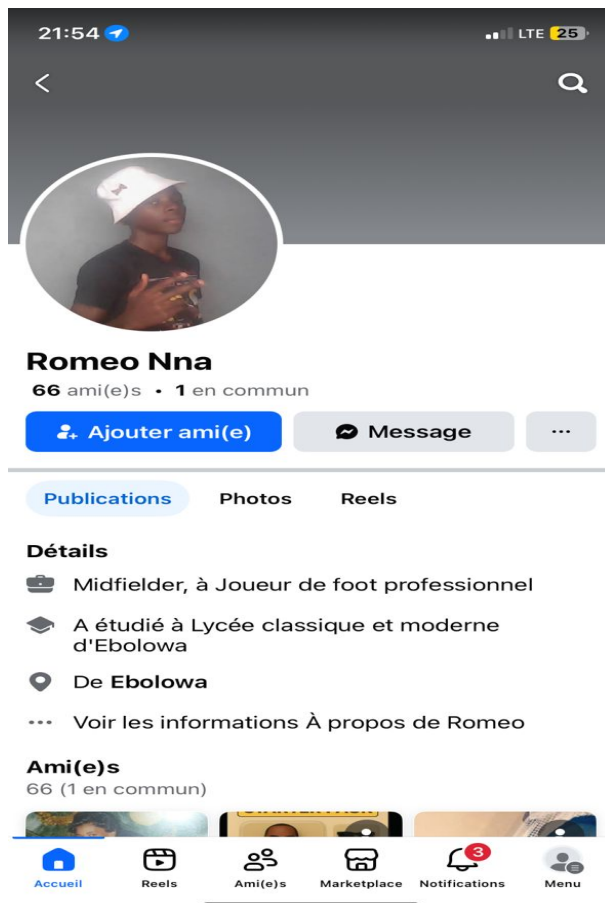 21:54
LTE 25
Romeo Nna
66 ami(e)s • 1 en commun
Ajouter ami(e)
Message
...
Publications Photos Reels
Détails
Midfielder, à Joueur de foot professionnel
A étudié à Lycée classique et moderne
d'Ebolowa
De Ebolowa
... Voir les informations À propos de Romeo
Ami(e)s
66 (1 en commun)
3
Accueil Reels Ami(e)s Marketplace Notifications Menu